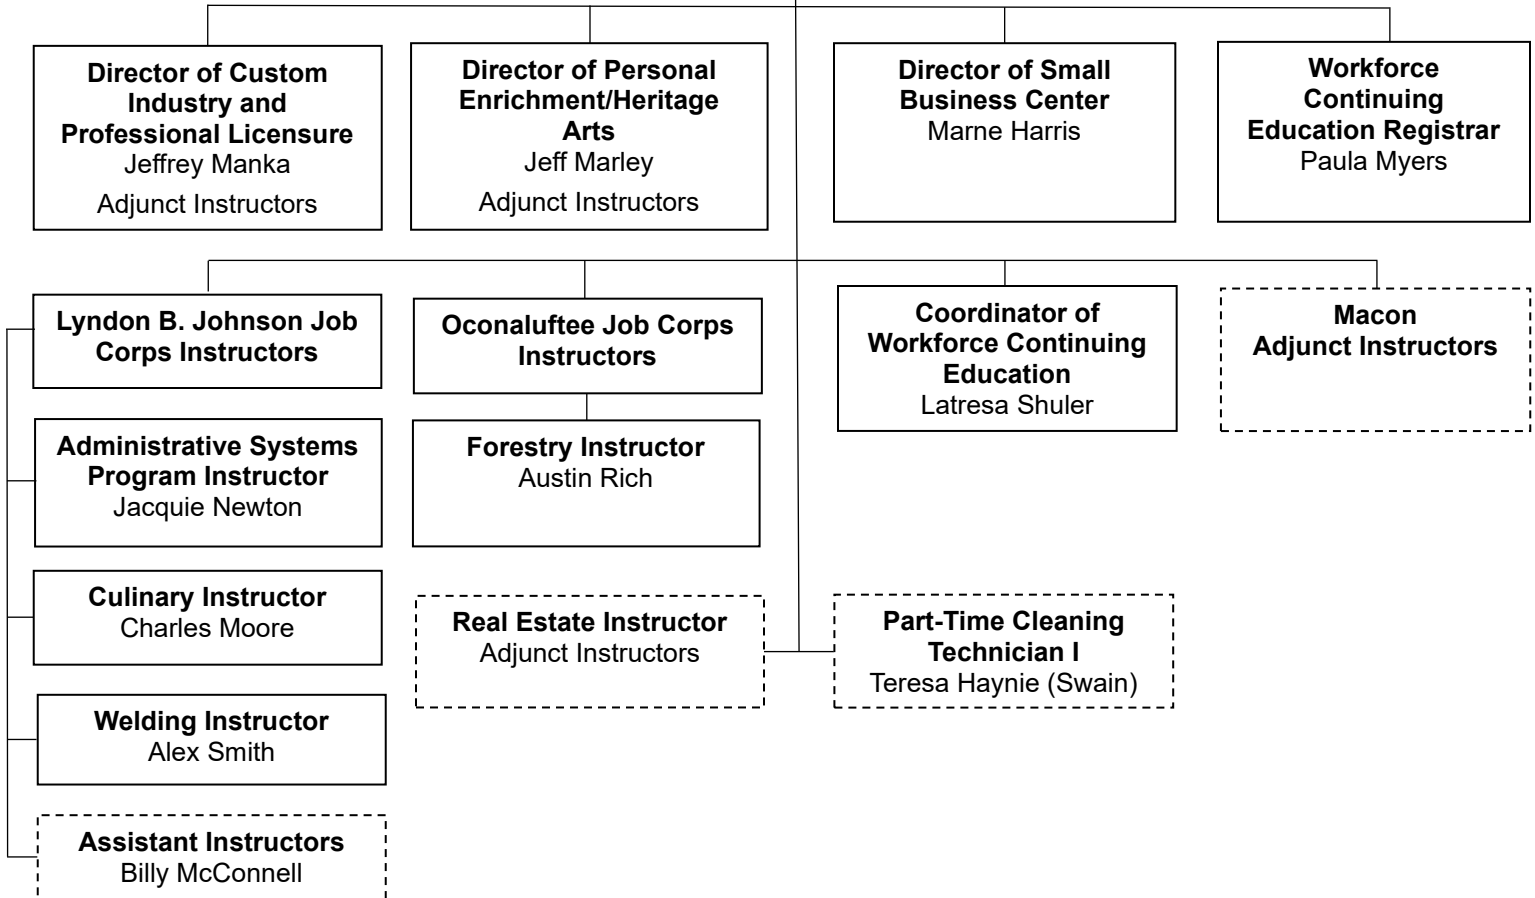 Director of Custom
Industry and
Professional Licensure
Jeffrey Manka
Adjunct Instructors
Director of Personal
Enrichment/Heritage
Arts
Jeff Marley
Adjunct Instructors
Director of Small
Business Center
Marne Harris
Workforce
Continuing
Education Registrar
Paula Myers
Lyndon B. Johnson Job
Corps Instructors
Oconaluftee Job Corps
Instructors
Coordinator of
Workforce Continuing
Education
Latresa Shuler
Macon
Adjunct Instructors
Administrative Systems
Program Instructor
Jacquie Newton
Forestry Instructor
Austin Rich
Culinary Instructor
Charles Moore
Real Estate Instructor
Adjunct Instructors
Part-Time Cleaning
Technician I
Teresa Haynie (Swain)
Welding Instructor
Alex Smith
Assistant Instructors
Billy McConnell